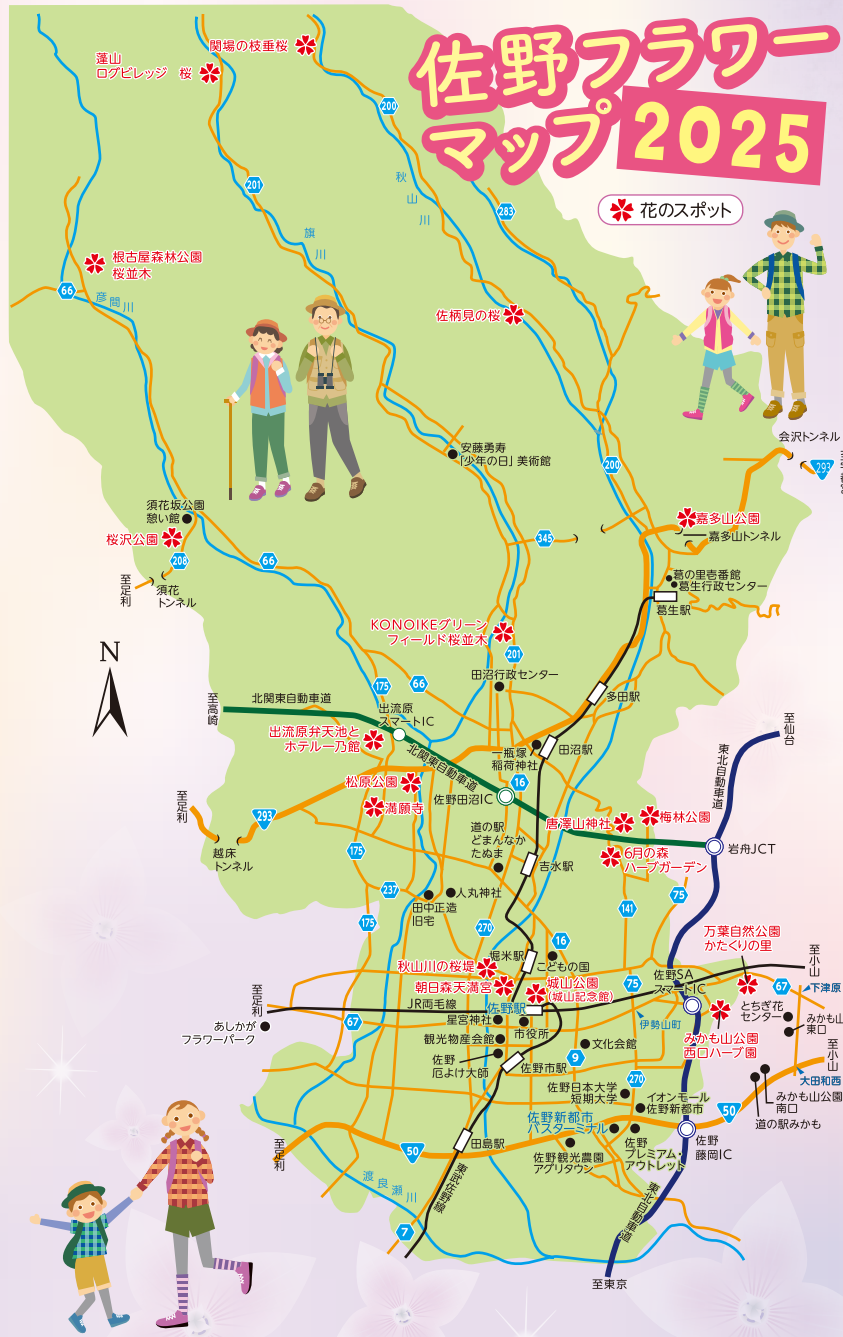 佐野フラワー
マップ2025
花のスポット
関場の枝垂桜
蓬山
ログビレッジ 桜
200
201
秋山川
283
旗川
根古屋森林公園
桜並木
66
彦間川
佐柄見の桜
会沢トンネル
293
安藤勇寿
「少年の日」美術館
200
須花坂公園
憩い館
桜沢公園
208
66
至足利
須花
トンネル
345
嘉多山公園
嘉多山トンネル
葛の里壱番館
葛生行政センター
葛生駅
N
KONOIKEグリーン
フィールド桜並木
201
田沼行政センター
175
66
多田駅
至高崎
北関東自動車道
出流原
スマートIC
出流原弁天池と
ホテル一乃館
北関東自動車道
一瓶塚
稲荷神社
田沼駅
至仙台
東北自動車道
松原公園
佐野田沼IC
16
満願寺
至足利
293
越床
トンネル
唐澤山神社
梅林公園
岩舟JCT
道の駅
どまんなか
たぬま
175
6月の森
ハーブガーデン
吉水駅
237
人丸神社
田中正造
旧宅
75
141
175
270
16
万葉自然公園
かたくりの里
堀米駅
こどもの国
秋山川の桜堤
朝日森天満宮
城山公園
(城山記念館)
75
佐野SA
スマートIC
至小山
67
下津原
至足利
JR両毛線
佐野駅
あしかが
フラワーパーク
67
星宮神社
市役所
伊勢山町
とちぎ花
センター
みかも山
東口
みかも山公園
西口ハーブ園
観光物産会館
文化会館
9
佐野
厄よけ大師
佐野市駅
至小山
大田和西
270
佐野日本大学
短期大学
イオンモール
佐野新都市
50
みかも山公園
南口
道の駅みかも
佐野新都市
バスターミナル
佐野
プレミアム・
アウトレット
佐野
藤岡IC
佐野観光農園
アグリタウン
至足利
50
田島駅
渡良瀬川
東武佐野線
7
東北自動車道
至東京